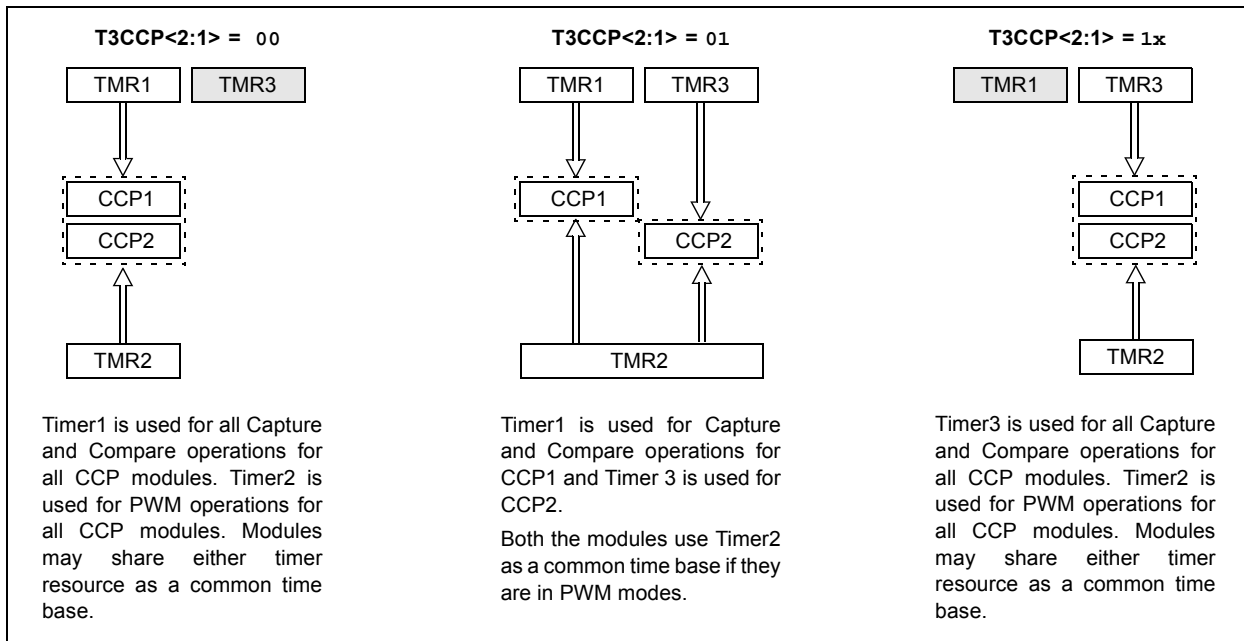 T3CCP<2:1> = 00
TMR1
TMR3
CCP1
CCP2
TMR2
Timer1 is used for all Capture
and Compare operations for
all CCP modules. Timer2 is
used for PWM operations for
all CCP modules. Modules
may share either timer
resource as a common time
base.
T3CCP<2:1> = 01
TMR1
TMR3
CCP1
CCP2
TMR2
Timer1 is used for Capture
and Compare operations for
CCP1 and Timer 3 is used for
CCP2.
Both the modules use Timer2
as a common time base if they
are in PWM modes.
T3CCP<2:1> = 1x
TMR1
TMR3
CCP1
CCP2
TMR2
Timer3 is used for all Capture
and Compare operations for
all CCP modules. Timer2 is
used for PWM operations for
all CCP modules. Modules
may share either timer
resource as a common time
base.